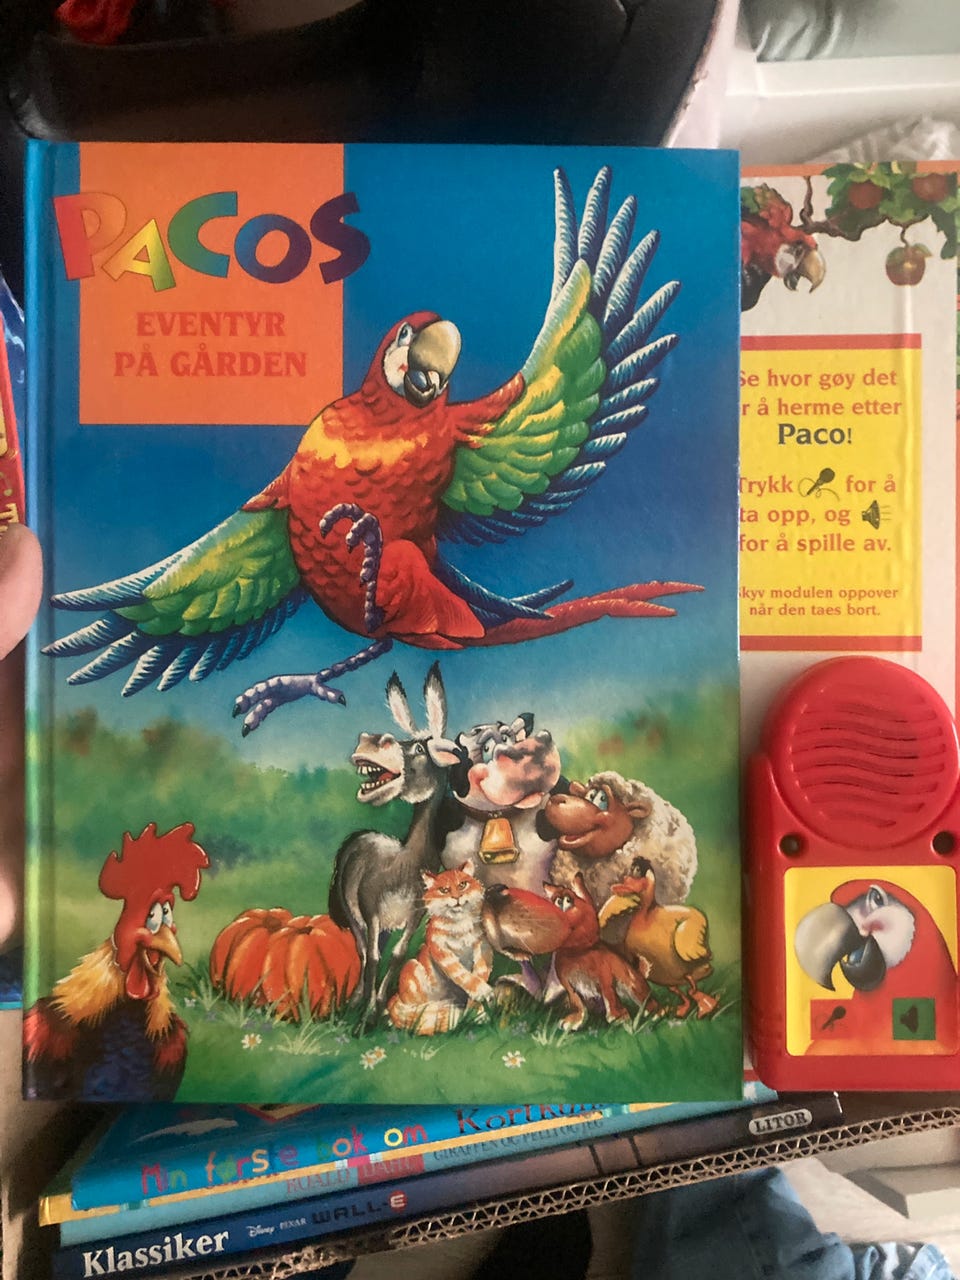 PACOS
EVENTYR
PÅ GÅRDEN
Se hvor gøy det
r å herme etter
Paco!
Trykk for å
ta opp, og
for å spille av.
kyv modulen oppover
når den taes bort.
Min første bok om
ROALD DAHL GIRAFFEN OG PELLI OG JEG
Klassiker Disney PIXAR WALL-E LITOR